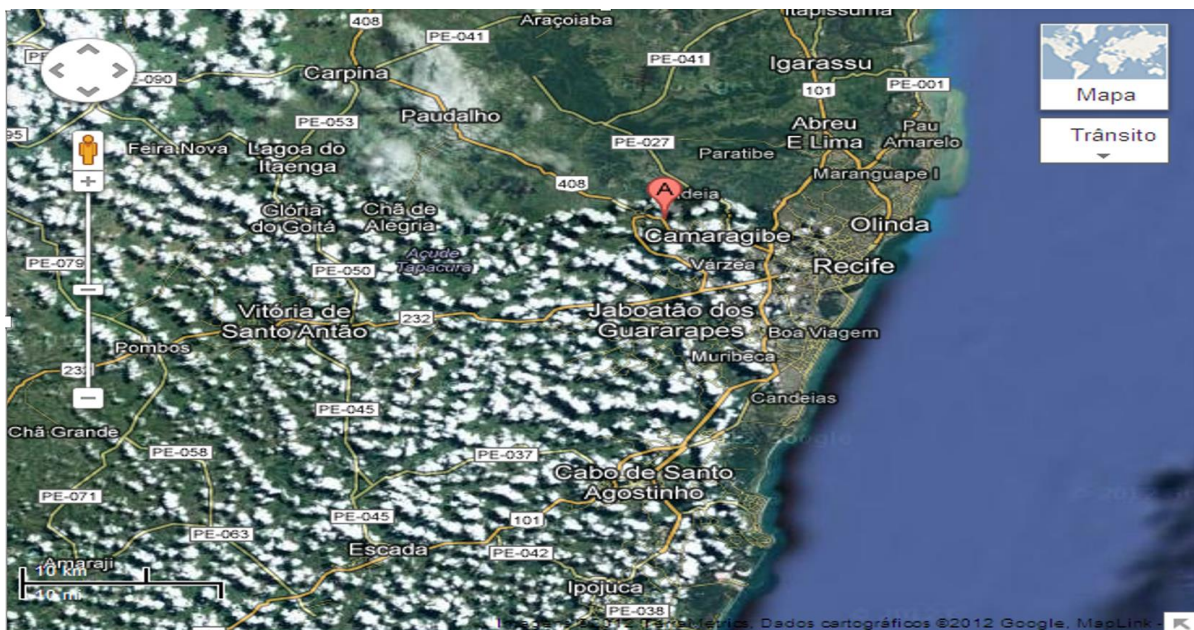 408
Araçoiaba
Itapissuma
PE-041
PE-041
Igarassu
Mapa
PE-090
Carpina
101
PE-001
Paudalho
PE-053
Abreu
E Lima
Pau
Amarelo
Trânsito
95
Feira Nova
Lagoa do
Itaenga
PE-027
Paratibe
Maranguape I
408
A
deia
Glória
do Goitá
Chã de
Alegria
Camaragibe
Olinda
PE-079
PE-050
Açude
Tapacurá
Várzea
Recife
Vitória de
Santo Antão
232
Jaboatão dos
Guararapes
Boa Viagem
Pombos
Muribeca
232
PE-045
Candeias
Chã Grande
PE-058
PE-037
Cabo de Santo
Agostinho
PE-071
PE-045
101
PE-063
Escada
PE-042
Amaraji
10 km
10 mi
Ipojuca
PE-038
©2012 TerraMetrics, Dados cartográficos ©2012 Google, MapLink -